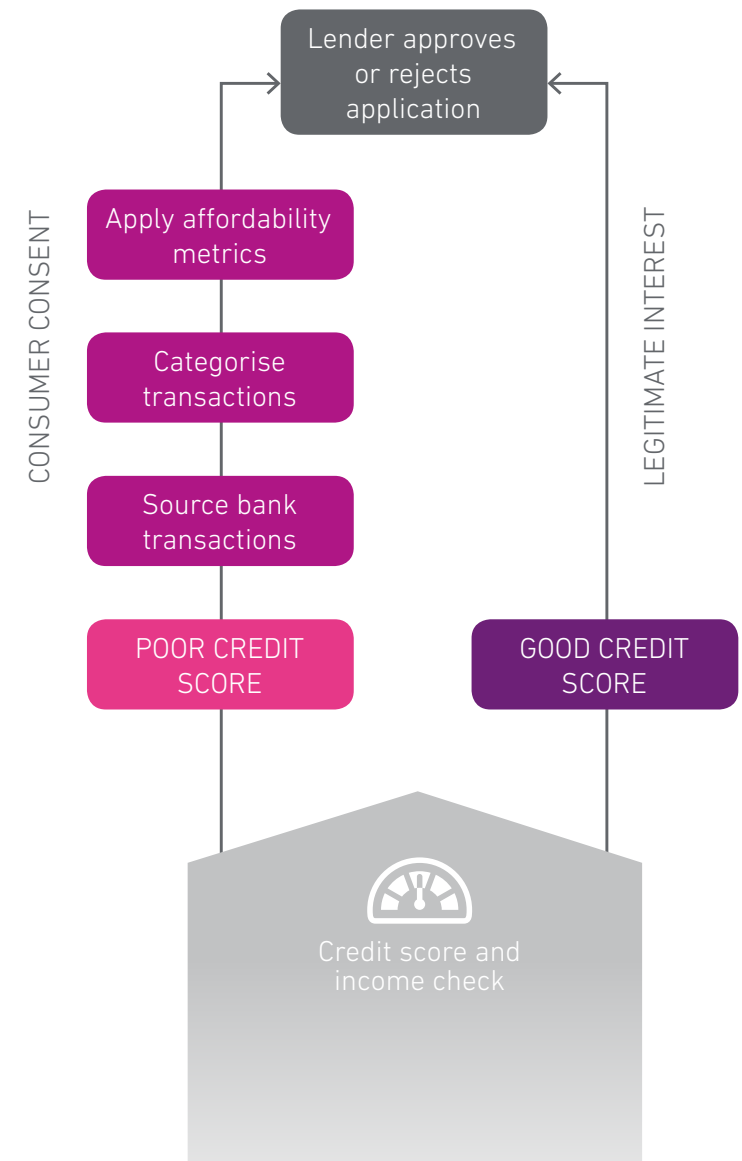 Lender approves
or rejects
application
CONSUMER CONSENT
Apply affordability
metrics
Categorise
transactions
Source bank
transactions
POOR CREDIT
SCORE
LEGITIMATE INTEREST
GOOD CREDIT
SCORE
Credit score and
income check